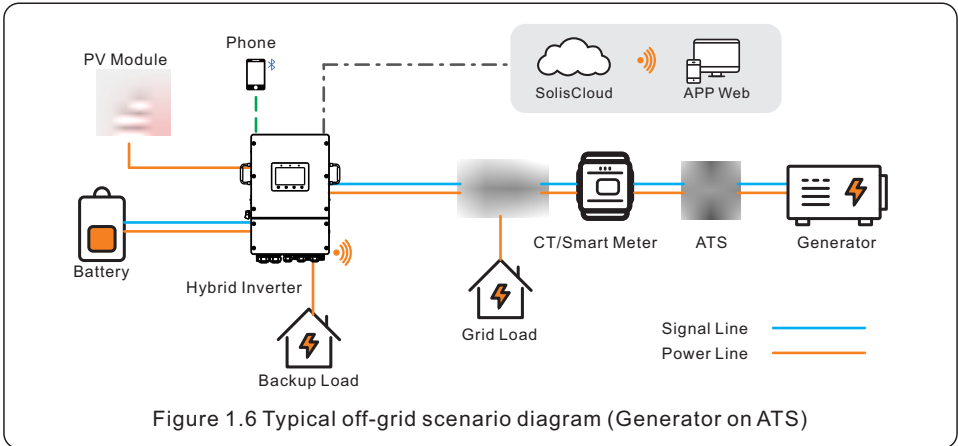 Phone
PV Module
SolisCloud
APP Web
CT/Smart Meter
ATS
Generator
Battery
Hybrid Inverter
Grid Load
Signal Line
Power Line
Backup Load
Figure 1.6 Typical off-grid scenario diagram (Generator on ATS)